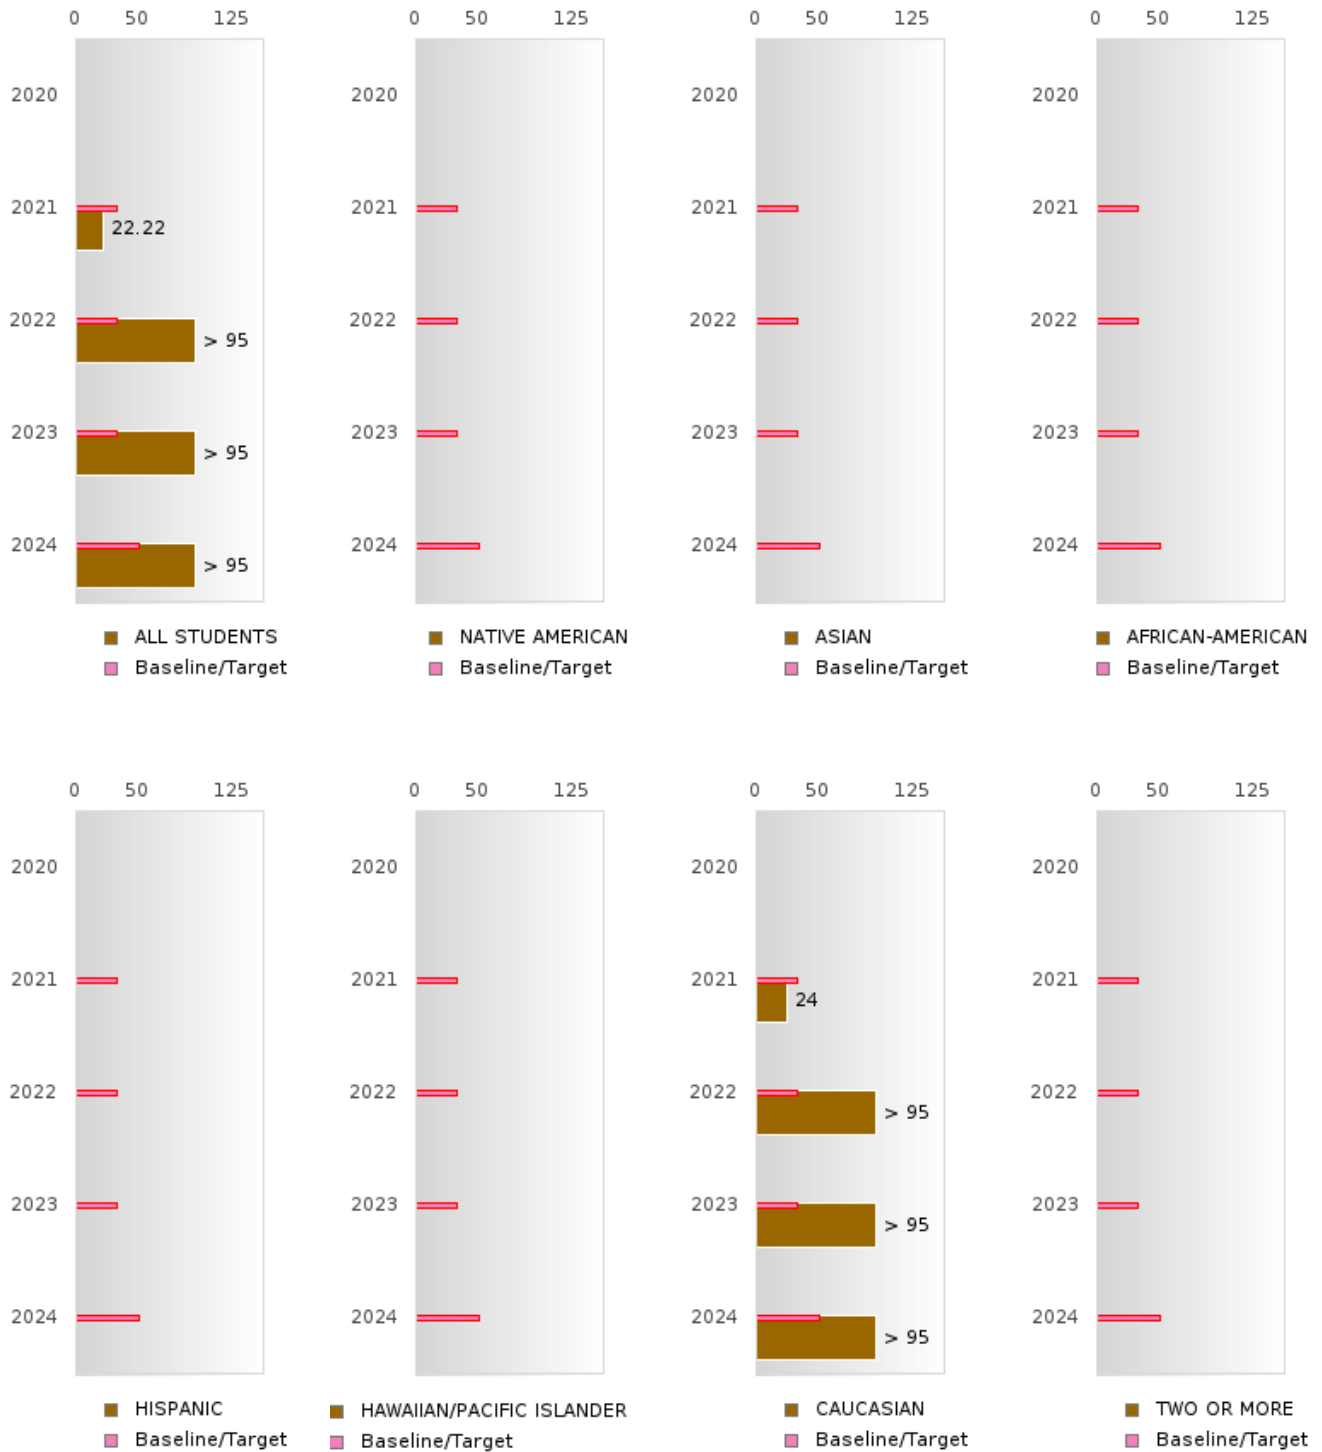 0 50 125 0 50 125 0 50 125 0 50 125
2020 2020 2020 2020
2021 2021 2021 2021
22.22
2022 2022 2022 2022
> 95
2023 2023 2023 2023
> 95
2024 2024 2024 2024
> 95
ALL STUDENTS NATIVE AMERICAN ASIAN AFRICAN-AMERICAN
Baseline/Target Baseline/Target Baseline/Target Baseline/Target
0 50 125 0 50 125 0 50 125 0 50 125
2020 2020 2020 2020
2021 2021 2021 2021
24
2022 2022 2022 2022
> 95
2023 2023 2023 2023
> 95
2024 2024 2024 2024
> 95
HISPANIC HAWAIIAN/PACIFIC ISLANDER CAUCASIAN TWO OR MORE
Baseline/Target Baseline/Target Baseline/Target Baseline/Target